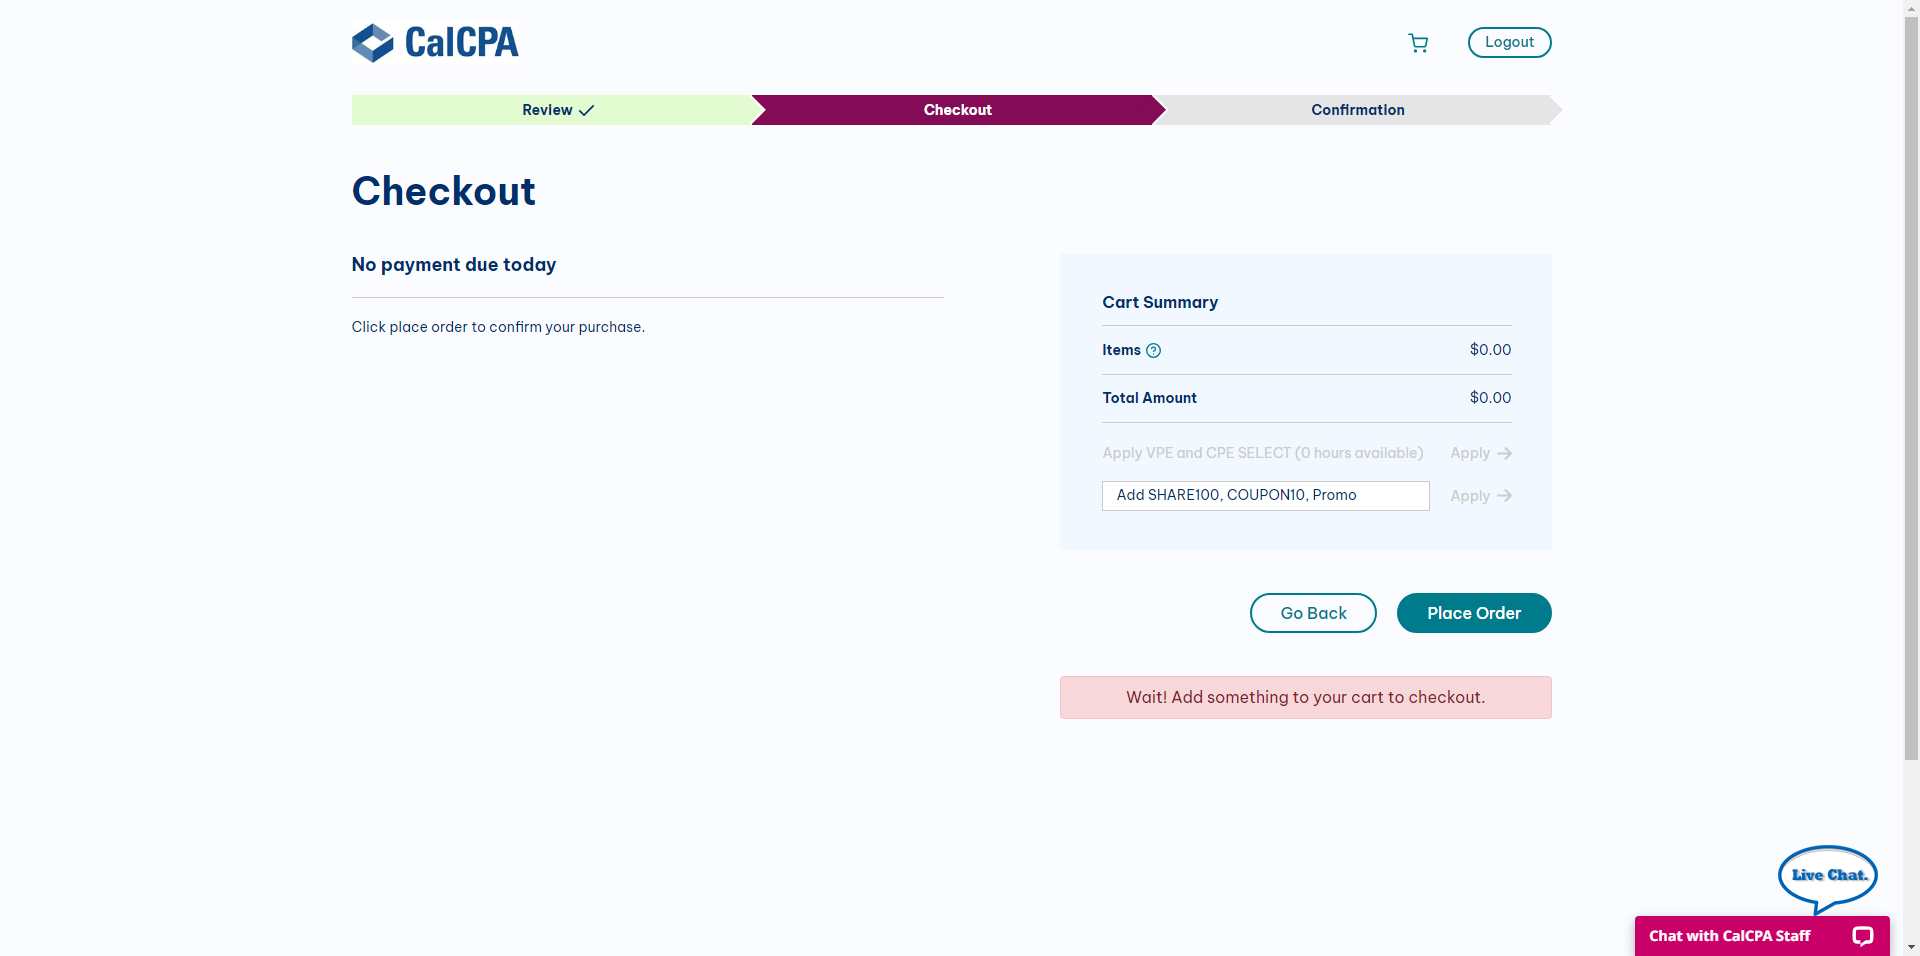 CalCPA
Logout
Review
Checkout
Confirmation
Checkout
No payment due today
Click place order to confirm your purchase.
Cart Summary
Items $0.00
Total Amount $0.00
Apply VPE and CPE SELECT (0 hours available) Apply
Add SHARE100, COUPON10, Promo Apply
Go Back
Place Order
Wait! Add something to your cart to checkout.
Live Chat.
Chat with CalCPA Staff